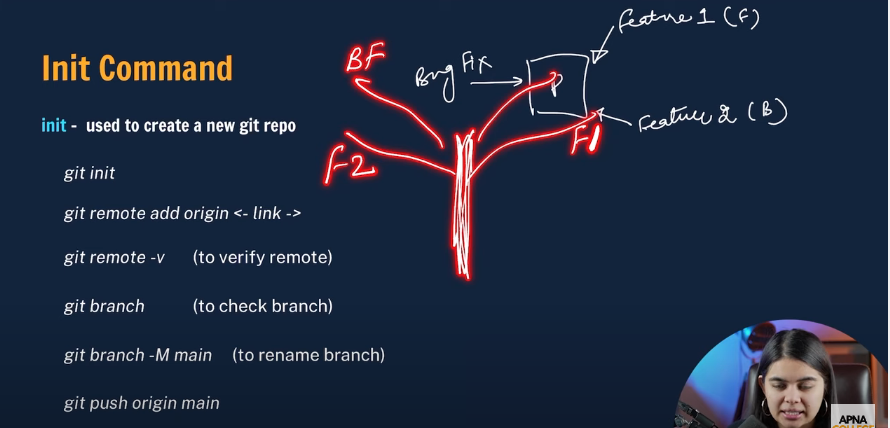 Init Command
init - used to create a new git repo
git init
git remote add origin <- link ->
git remote -v (to verify remote)
git branch (to check branch)
git branch -M main (to rename branch)
git push origin main
BF
Bug Fix
P
Feature 1 (F)
Feature 2 (B)
F1
F2
APNA
COLLEGE